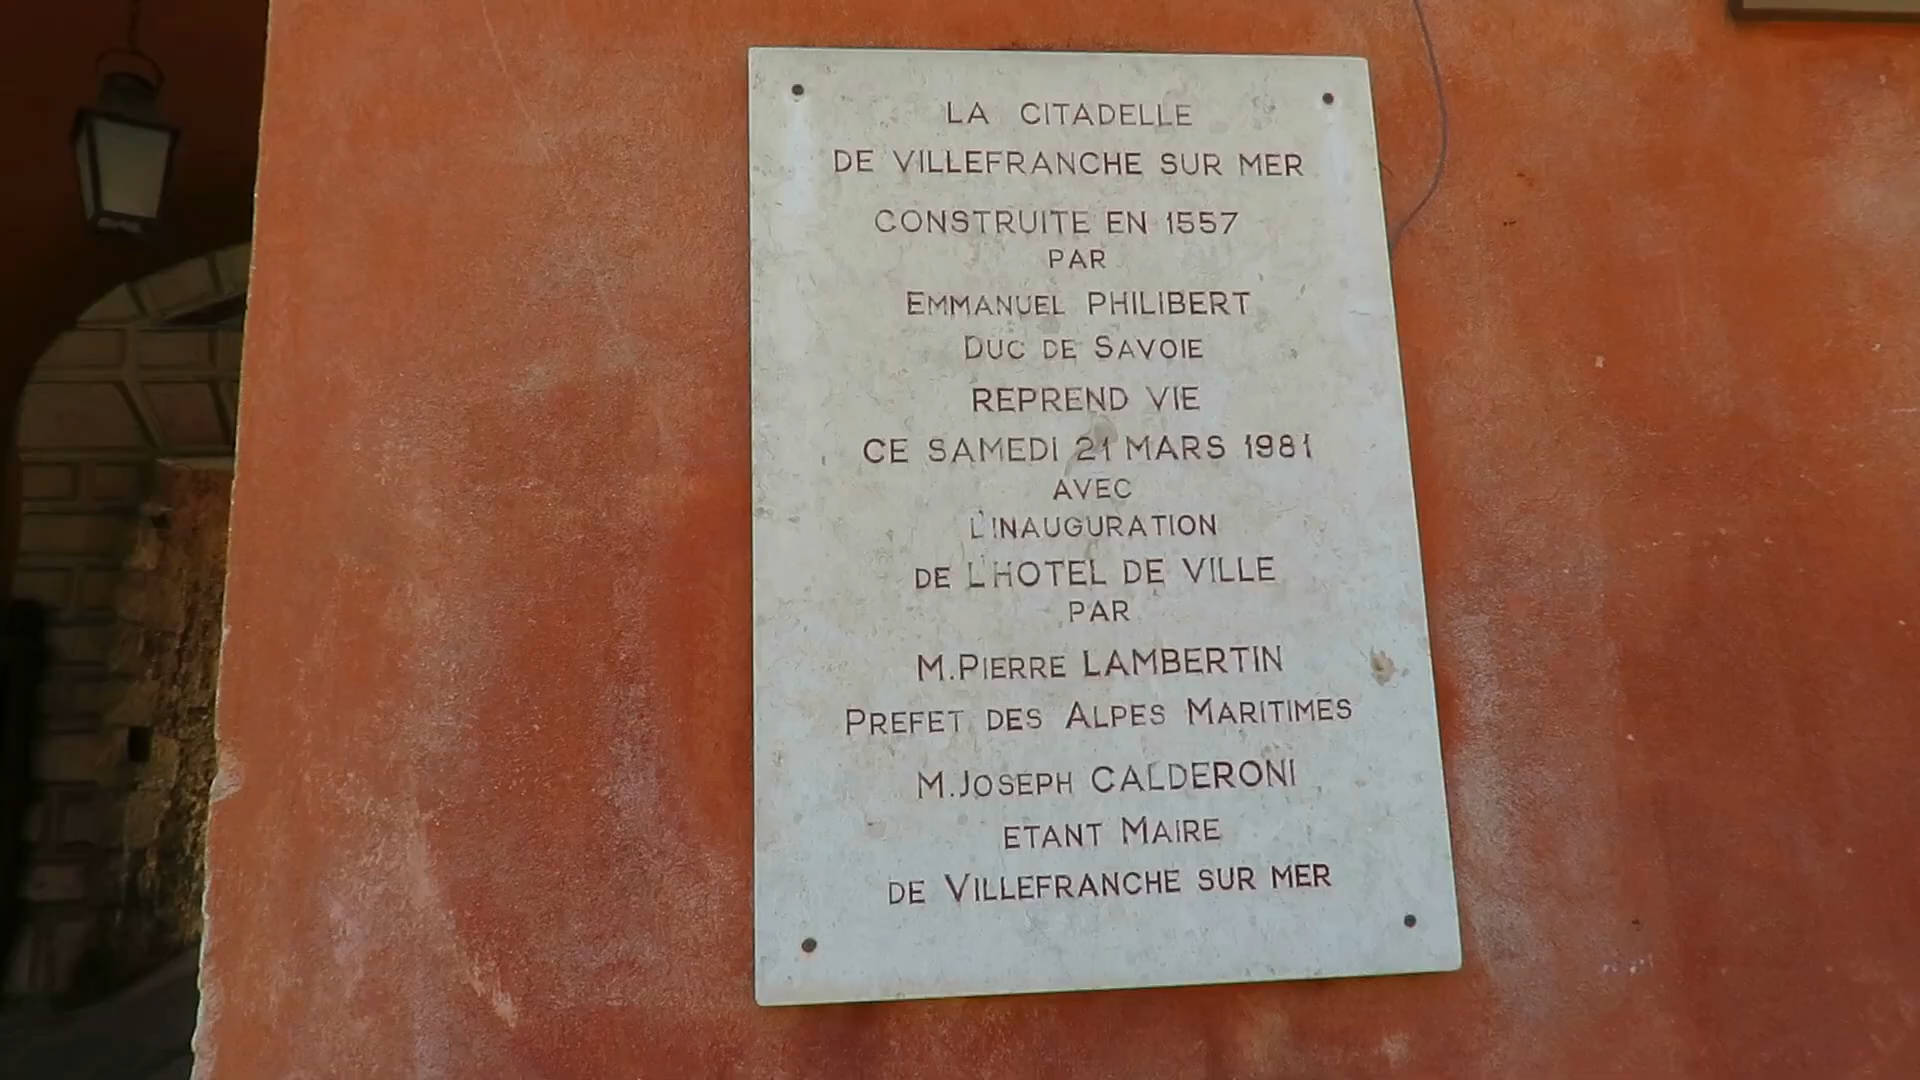 LA CITADELLE
DE VILLEFRANCHE SUR MER
CONSTRUITE EN 1557
PAR
EMMANUEL PHILIBERT
DUC DE SAVOIE
REPREND VIE
CE SAMEDI 21 MARS 1981
AVEC
L'INAUGURATION
DE L'HOTEL DE VILLE
PAR
M.PIERRE LAMBERTIN
PREFET DES ALPES MARITIMES
M.JOSEPH CALDERONI
ETANT MAIRE
DE VILLEFRANCHE SUR MER